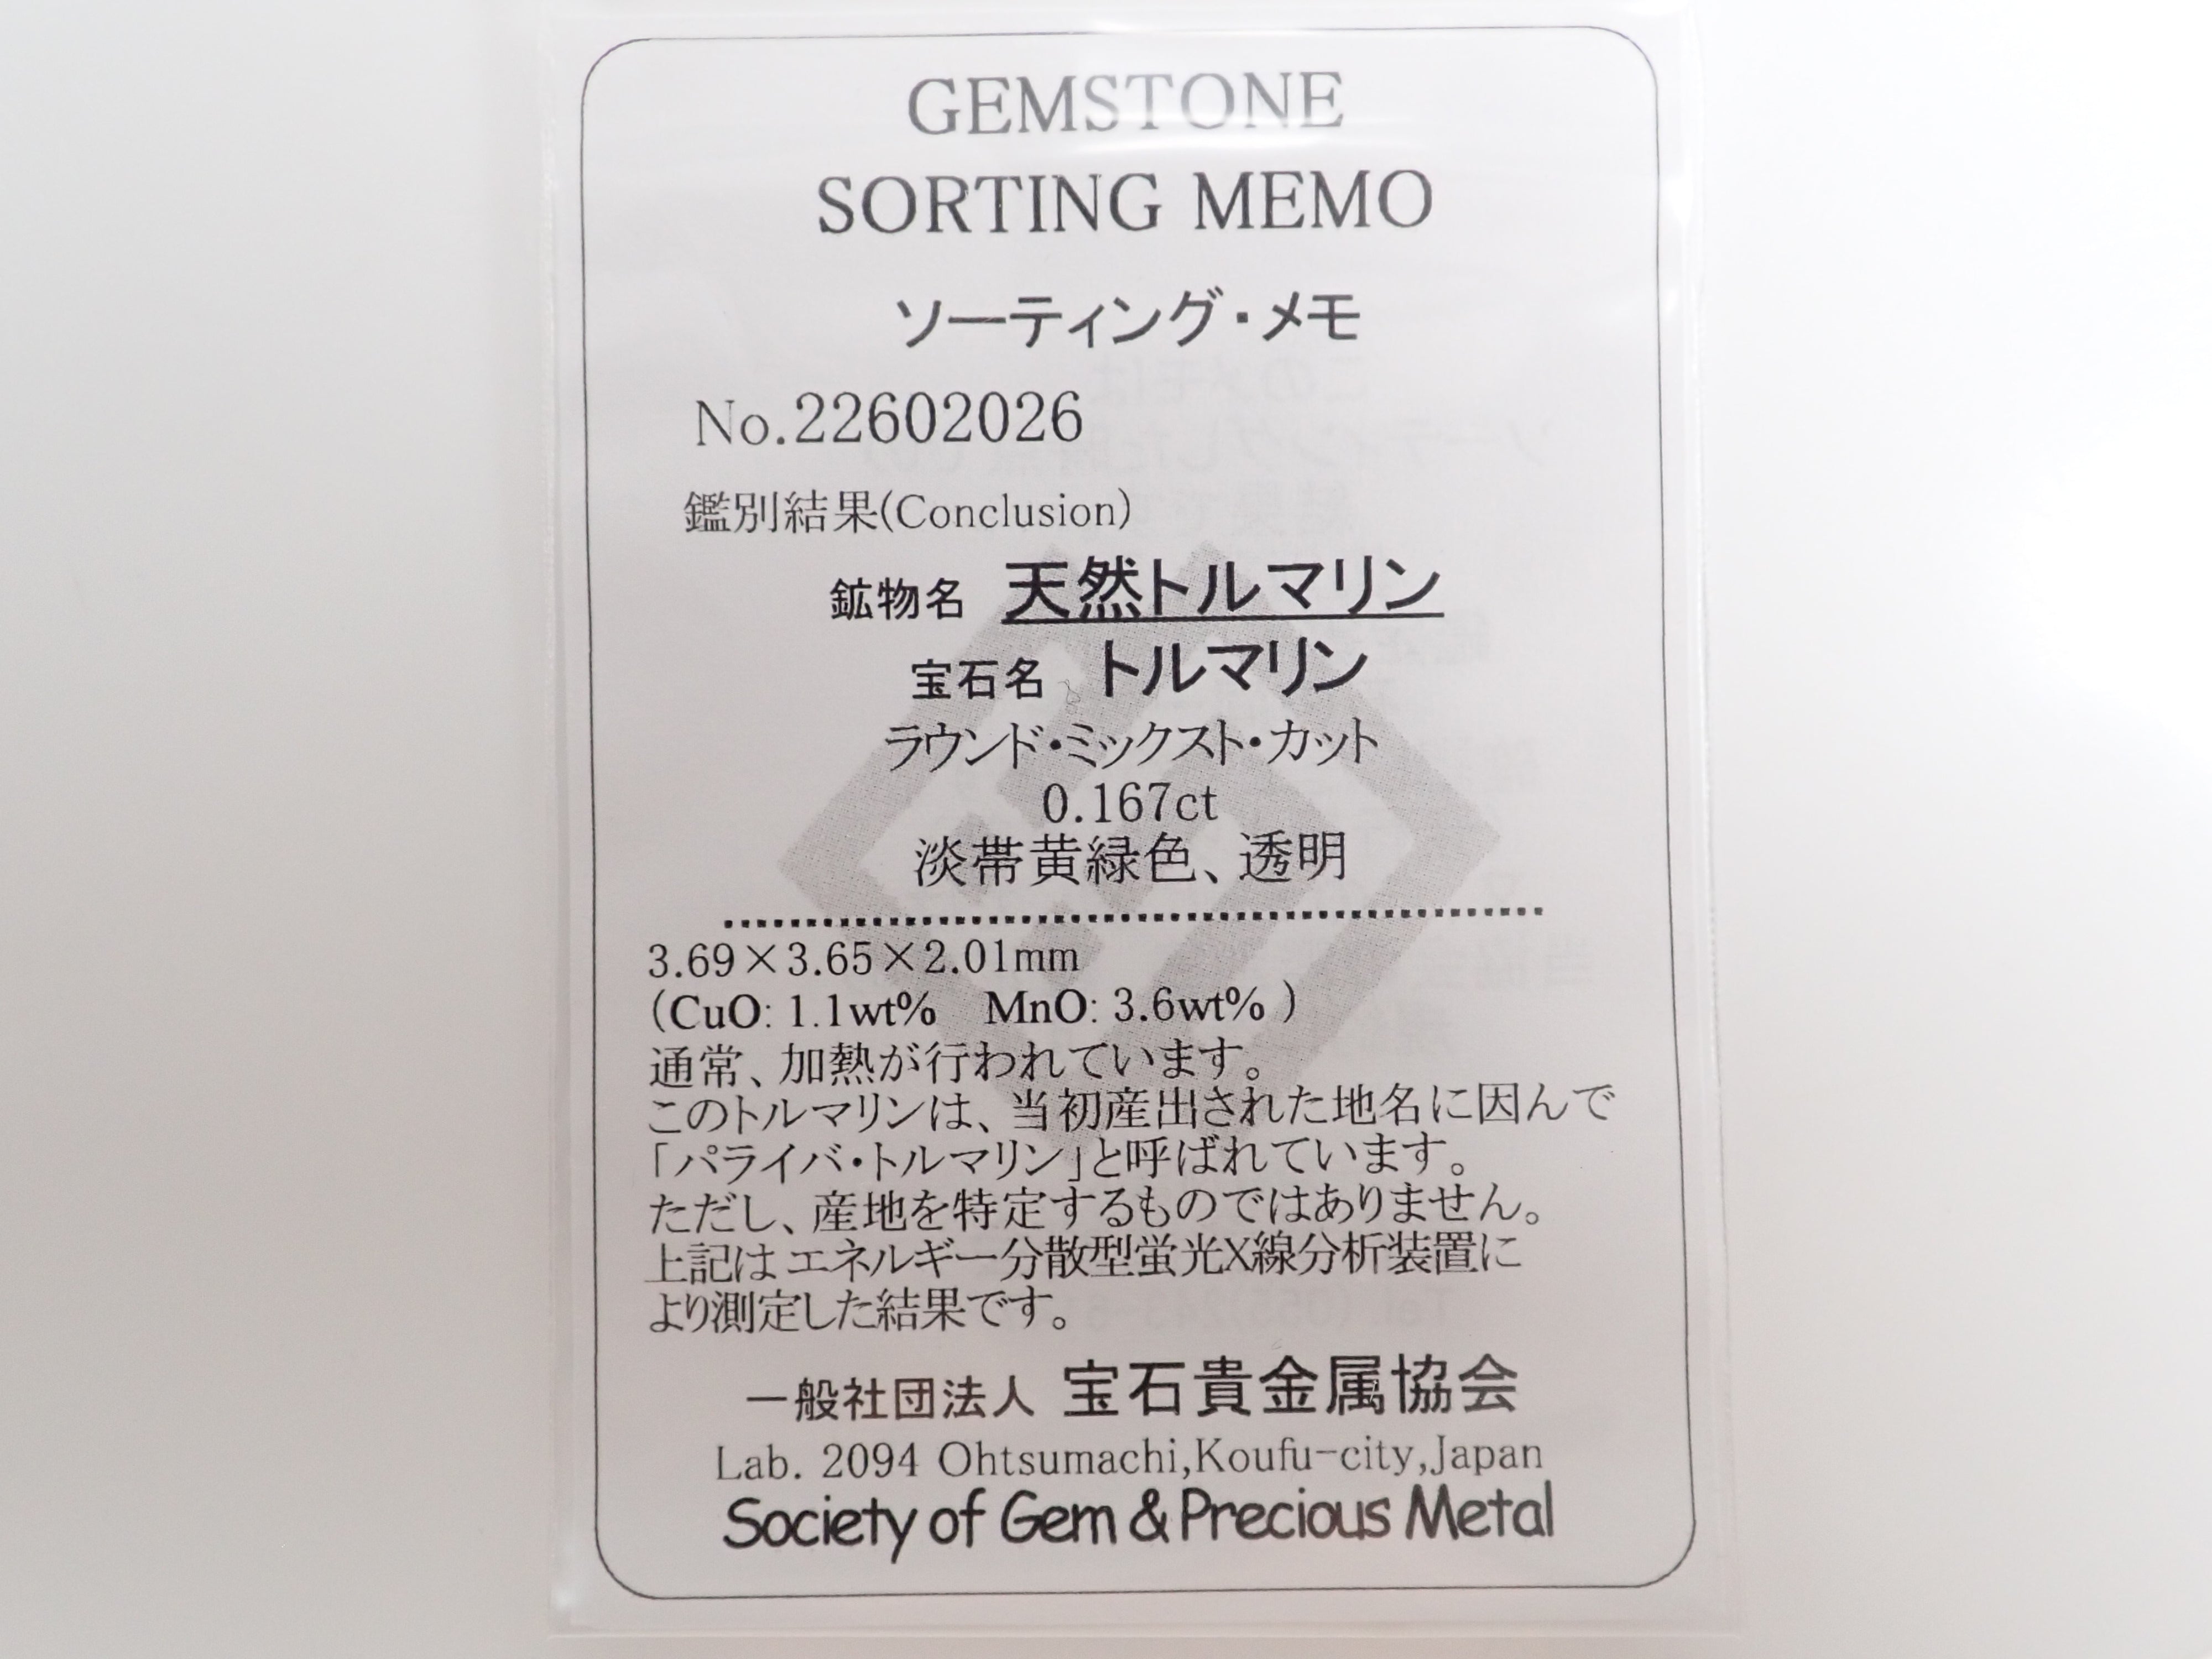 GEMSTONE
SORTING MEMO
ソーティング・メモ
No.22602026
鑑別結果(Conclusion)
鉱物名 天然トルマリン
宝石名 トルマリン
ラウンド・ミックスト・カット
0.167ct
淡帯黄緑色、透明
3.69×3.65×2.01mm
(CuO: 1.1wt% MnO: 3.6wt% )
通常、加熱が行われています。
このトルマリンは、当初産出された地名に因んで
「パライバ・トルマリン」と呼ばれています。
ただし、産地を特定するものではありません。
上記はエネルギー分散型蛍光X線分析装置に
より測定した結果です。
一般社団法人 宝石貴金属協会
Lab. 2094 Ohtsumachi,Koufu-city,Japan
Society of Gem & Precious Metal